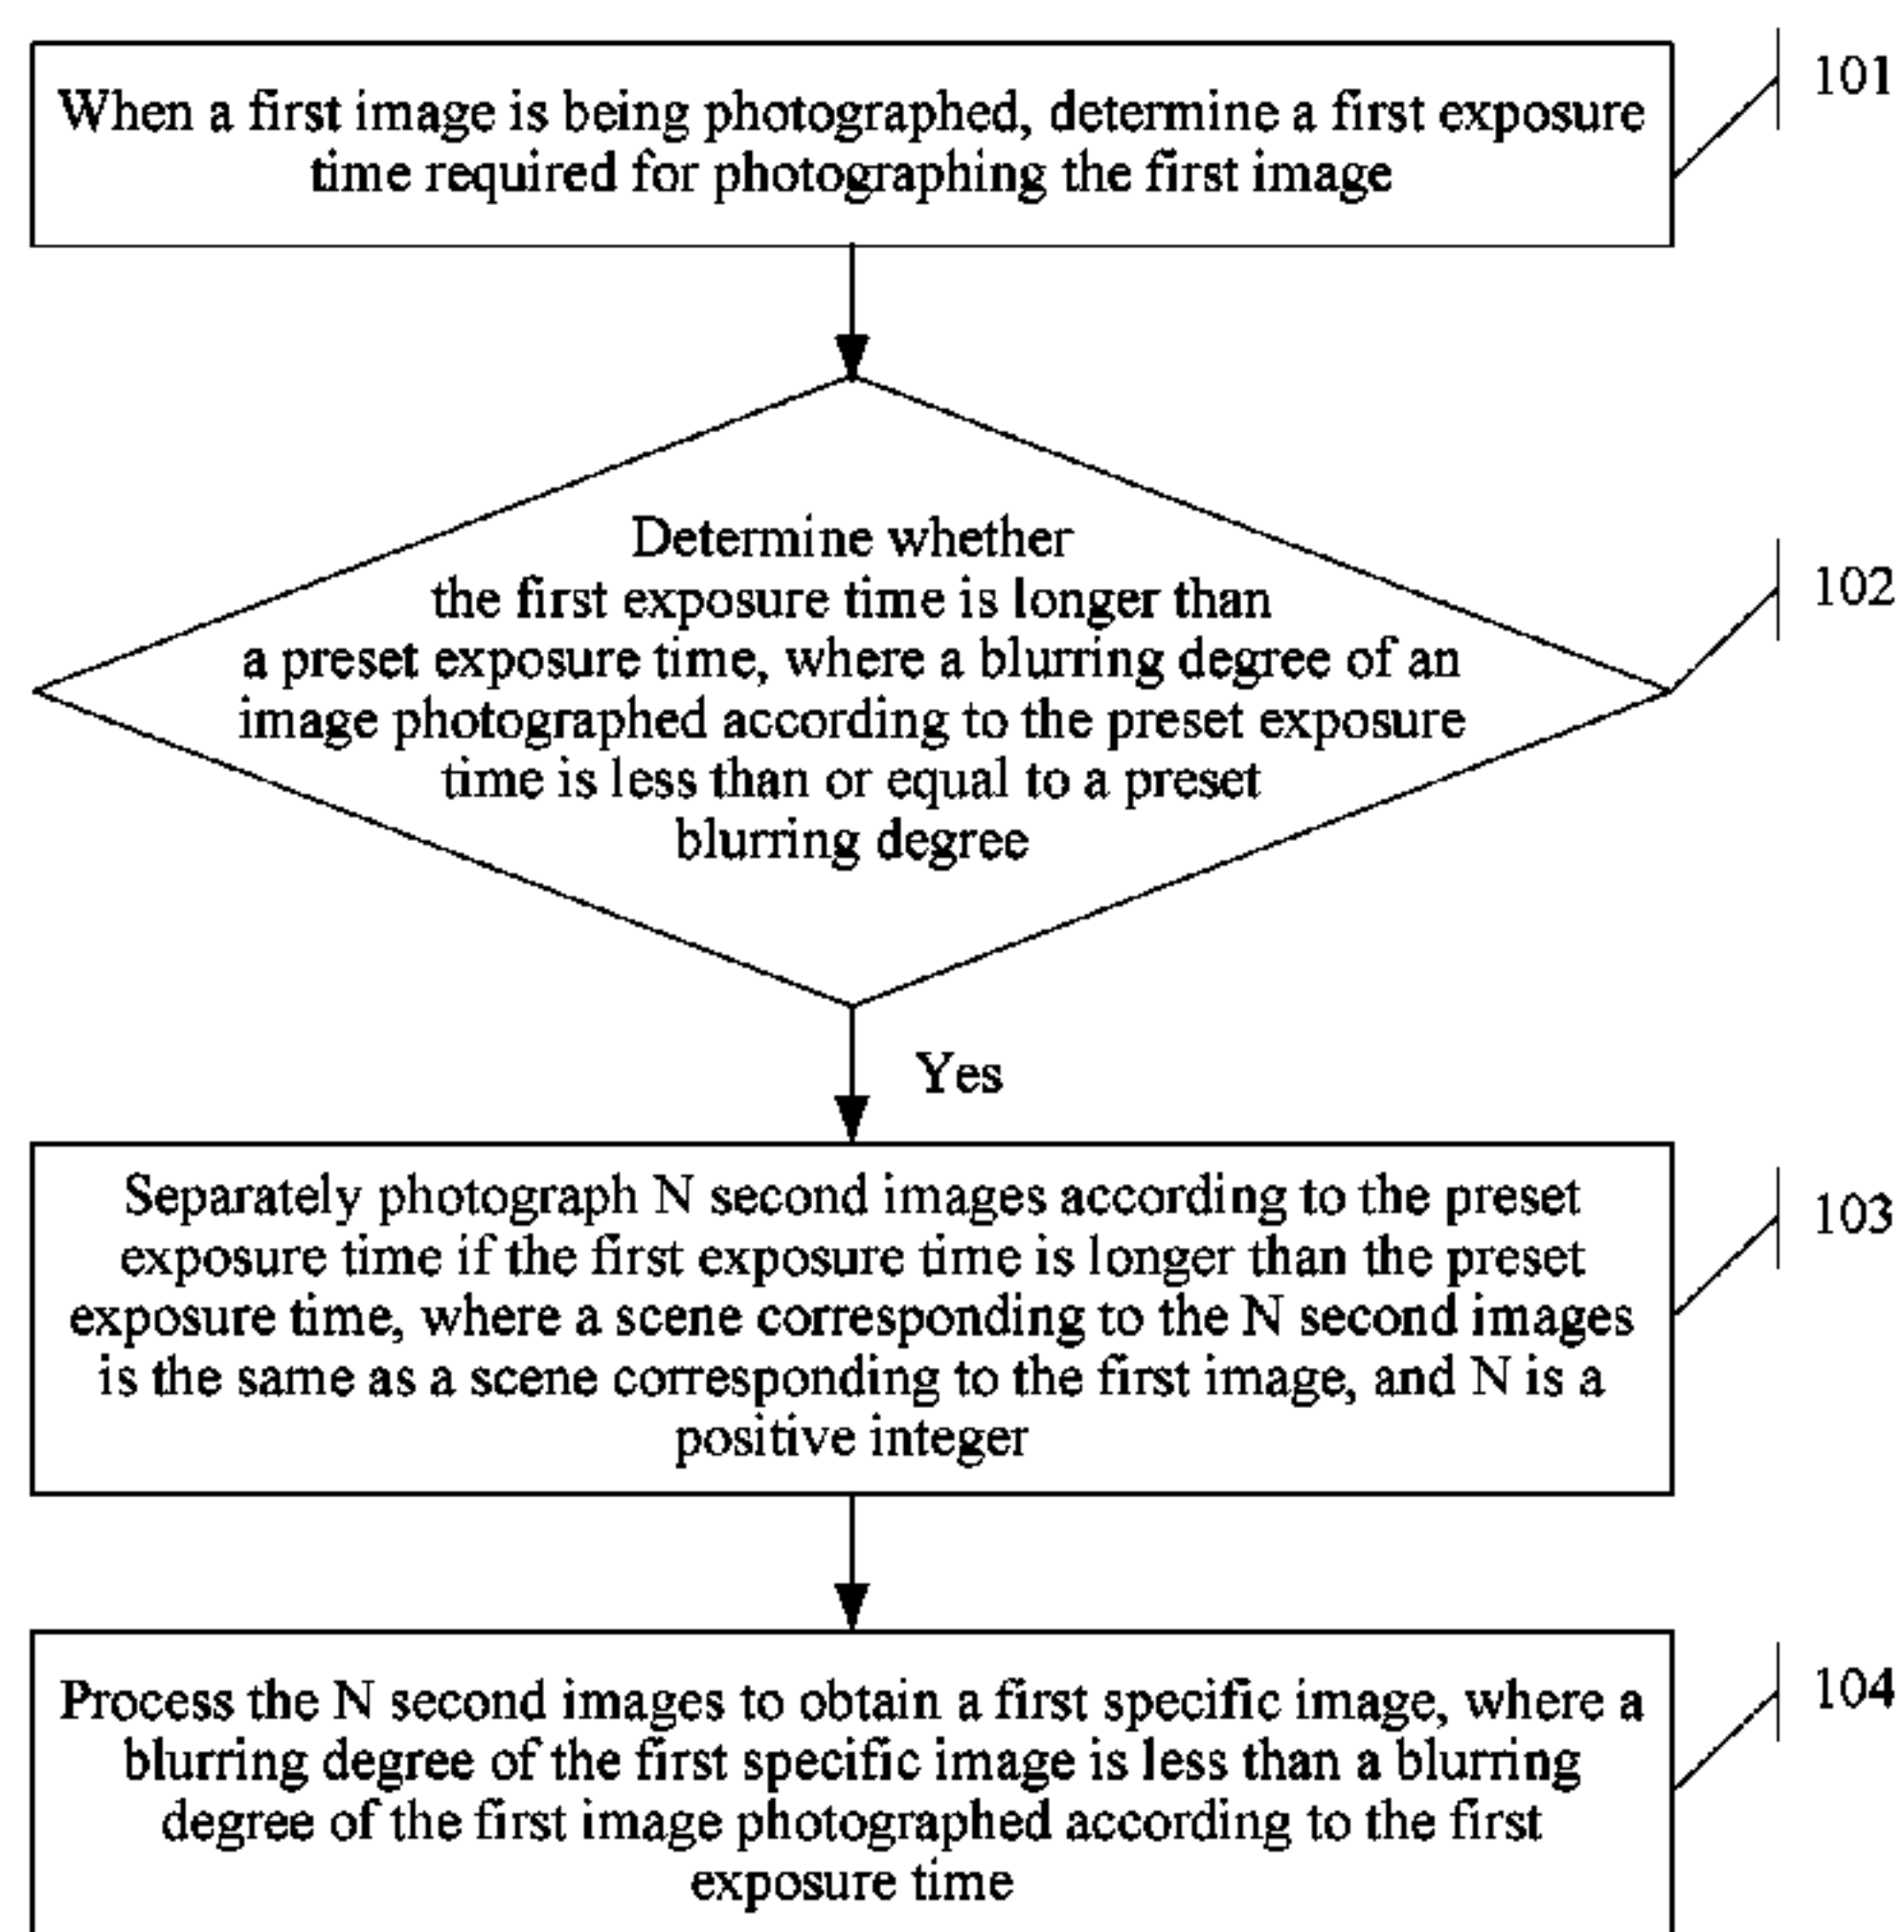 When a first image is being photographed, determine a first exposure
time required for photographing the first image
101
Determine whether
the first exposure time is longer than
a preset exposure time, where a blurring degree of an
image photographed according to the preset exposure
time is less than or equal to a preset
blurring degree
102
Yes
Separately photograph N second images according to the preset
exposure time if the first exposure time is longer than the preset
exposure time, where a scene corresponding to the N second images
is the same as a scene corresponding to the first image, and N is a
positive integer
103
Process the N second images to obtain a first specific image, where a
blurring degree of the first specific image is less than a blurring
degree of the first image photographed according to the first
exposure time
104